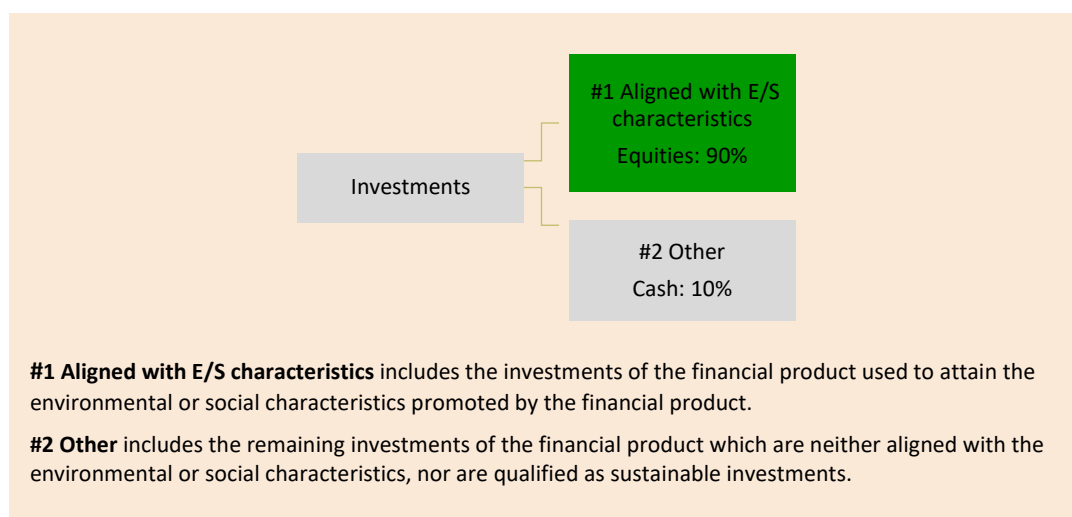 #1 Aligned with E/S
characteristics
Equities: 90%
Investments
#2 Other
Cash: 10%
#1 Aligned with E/S characteristics includes the investments of the financial product used to attain the
environmental or social characteristics promoted by the financial product.
#2 Other includes the remaining investments of the financial product which are neither aligned with the
environmental or social characteristics, nor are qualified as sustainable investments.